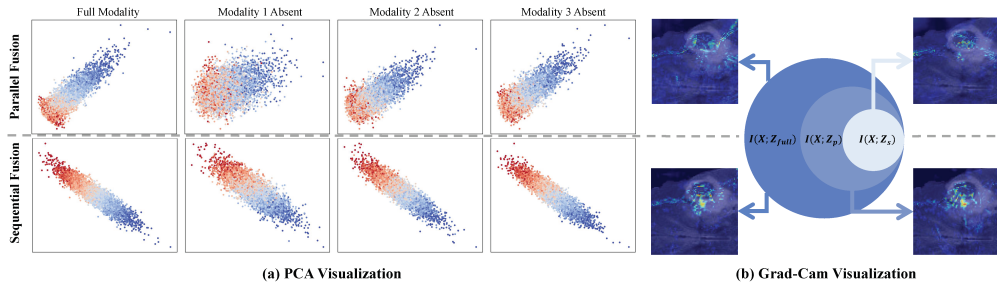 Full Modality
Modality 1 Absent
Modality 2 Absent
Modality 3 Absent
Parallel Fusion
Sequential Fusion
(a) PCA Visualization
I(X; Z_full)
I(X; Z_p)
I(X; Z_s)
(b) Grad-Cam Visualization